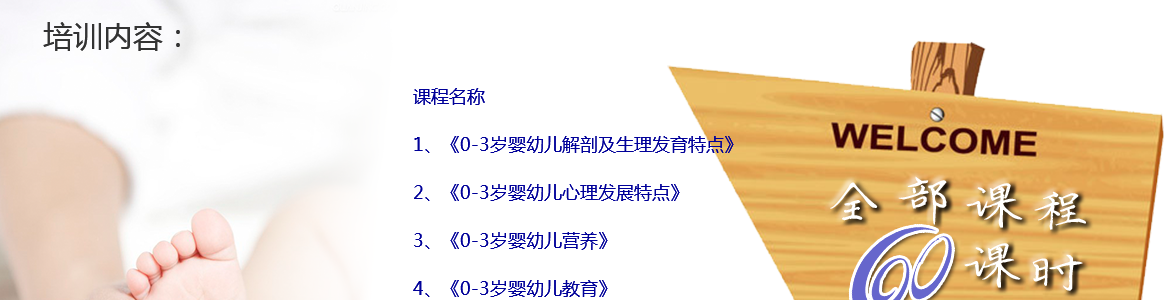 培训内容：
课程名称
1、《0-3岁婴幼儿解剖及生理发育特点》
2、《0-3岁婴幼儿心理发展特点》
3、《0-3岁婴幼儿营养》
4、《0-3岁婴幼儿教育》
WELCOME
全部课程
60课时